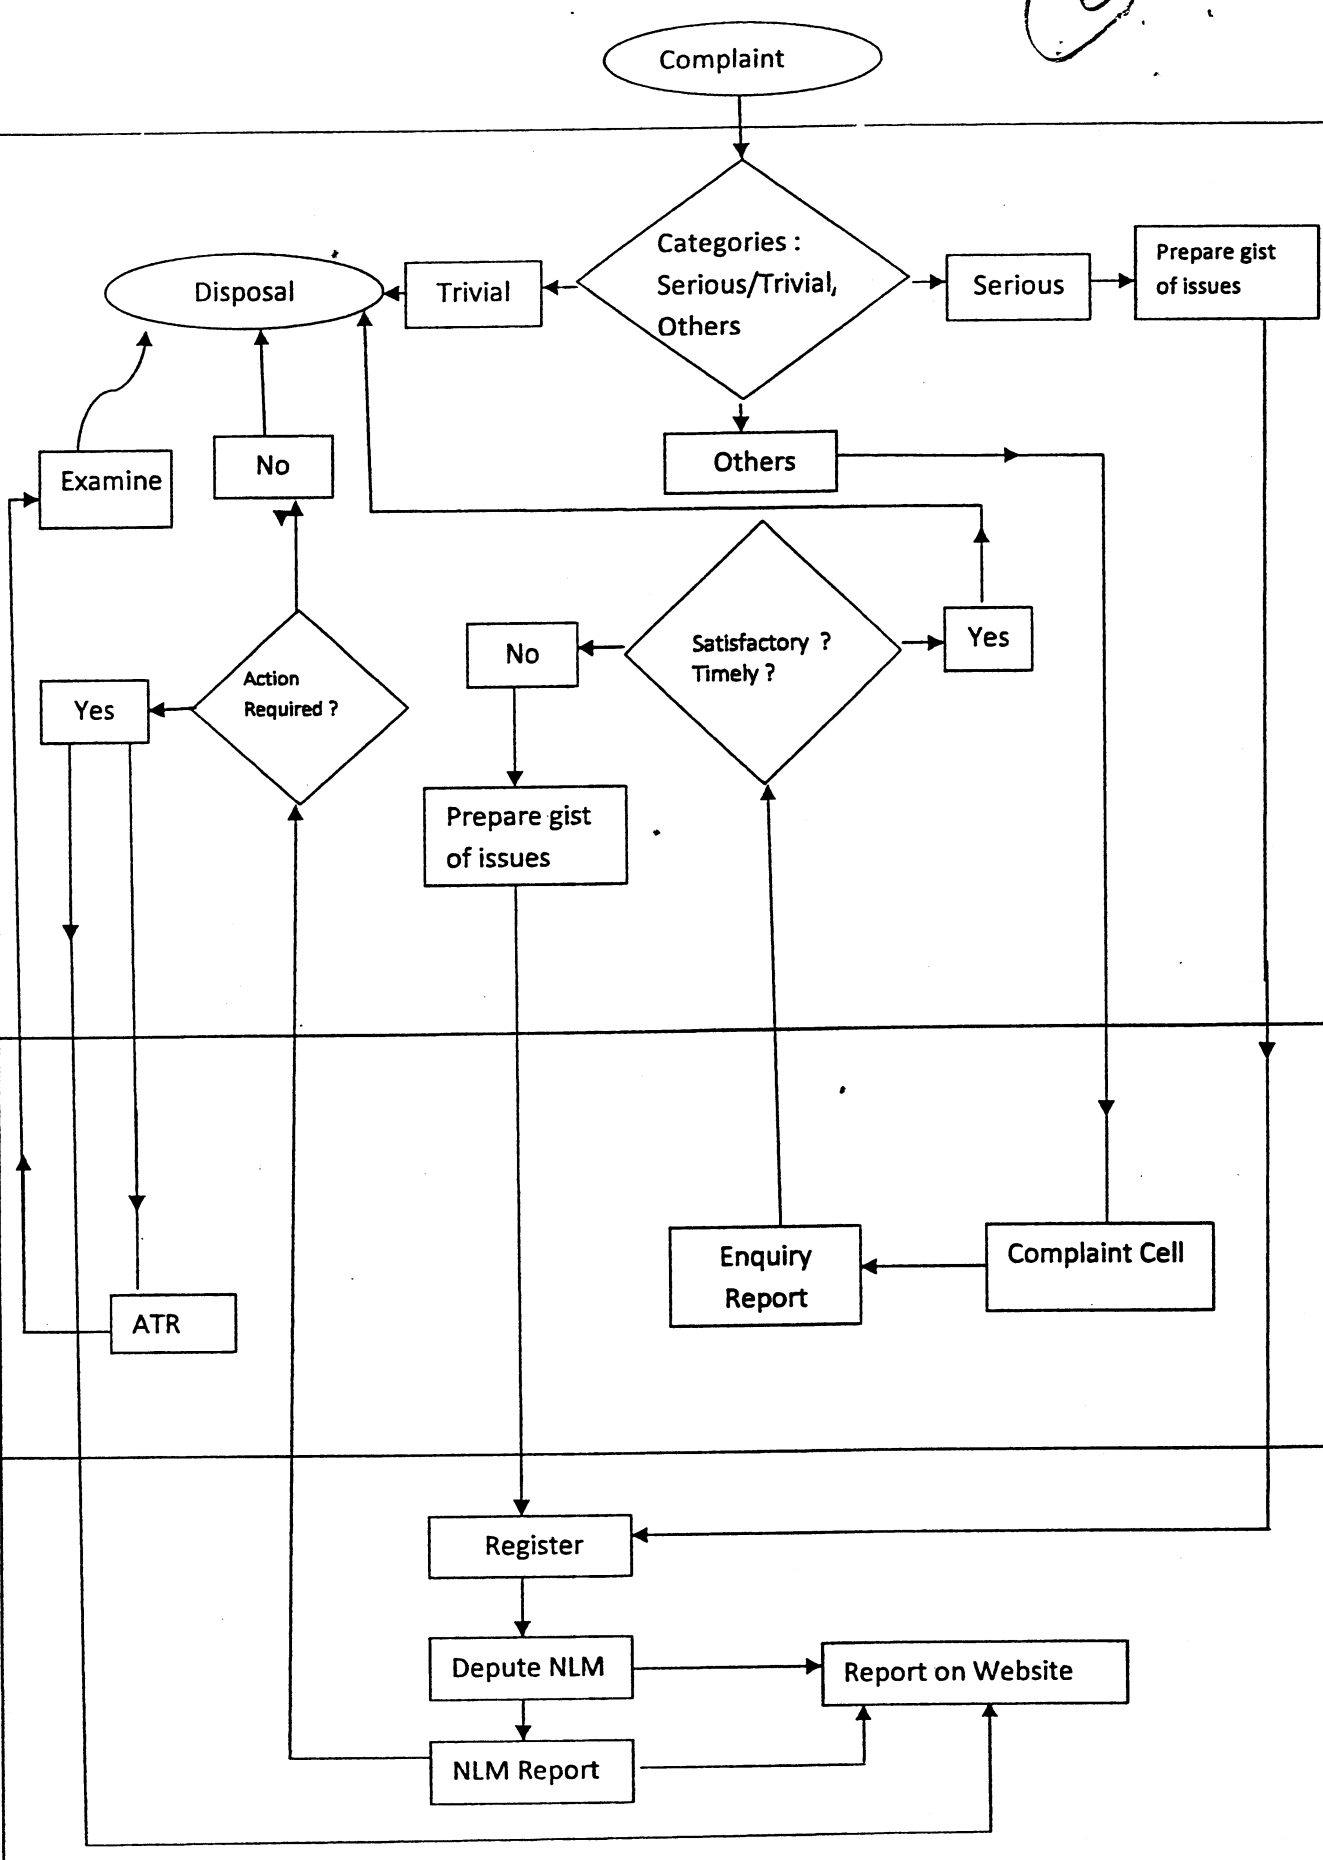 Complaint
Categories :
Serious/Trivial,
Others
Disposal
Trivial
Serious
Prepare gist
of issues
Others
No
Examine
Satisfactory ?
Timely ?
Yes
No
Action
Required ?
Yes
Prepare gist
of issues
Enquiry
Report
Complaint Cell
ATR
Register
Depute NLM
Report on Website
NLM Report